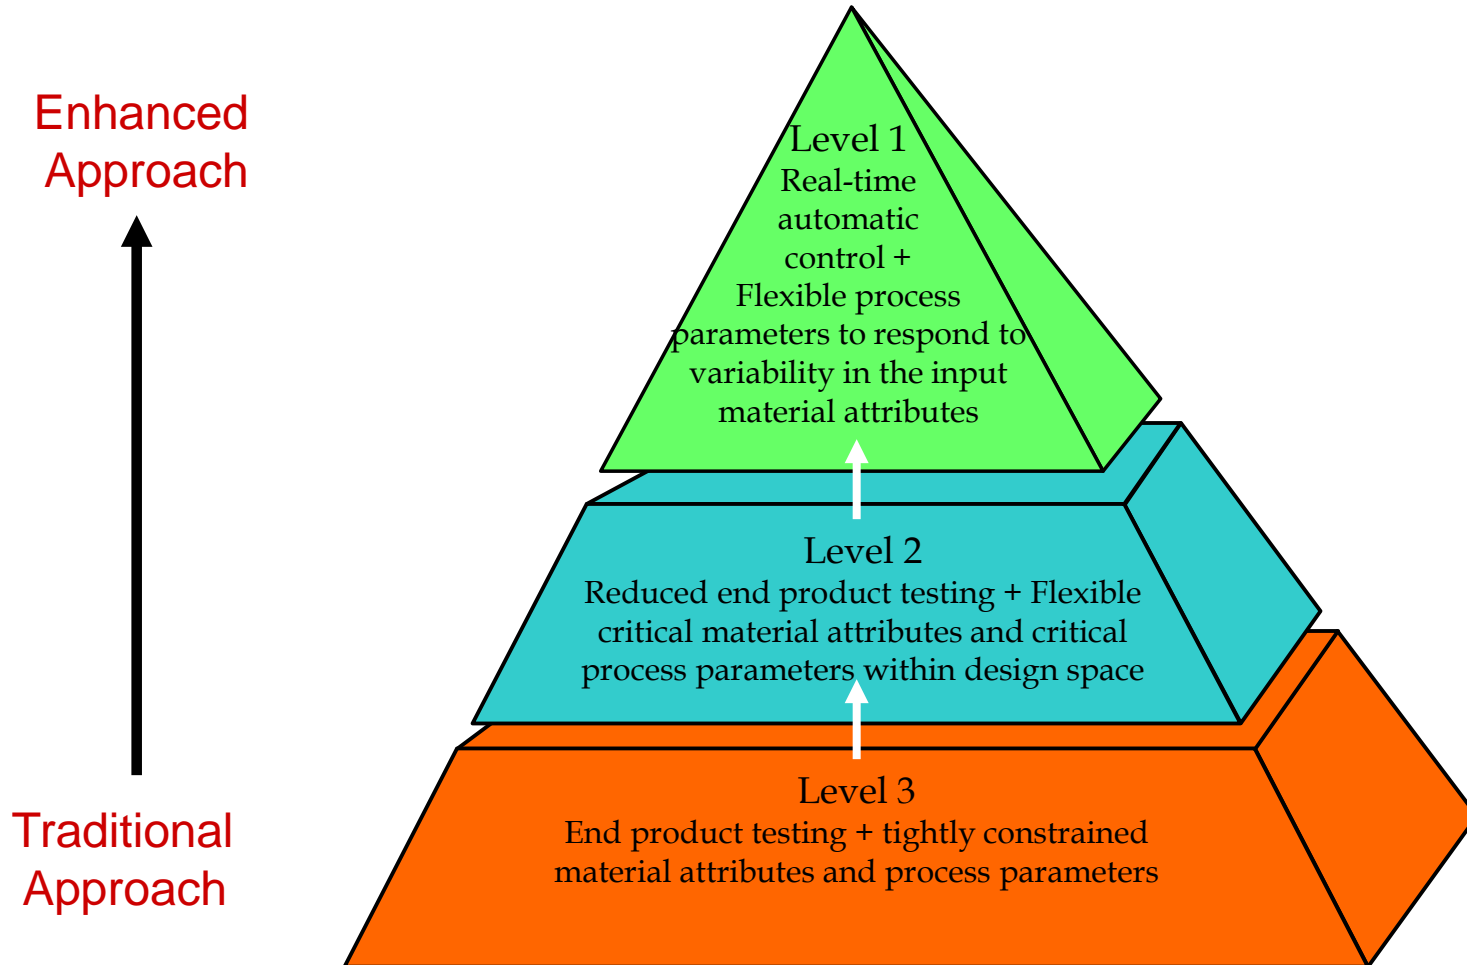 Enhanced
Approach
Traditional
Approach
Level 1
Real-time
automatic
control +
Flexible process
parameters to respond to
variability in the input
material attributes
Level 2
Reduced end product testing + Flexible
critical material attributes and critical
process parameters within design space
Level 3
End product testing + tightly constrained
material attributes and process parameters